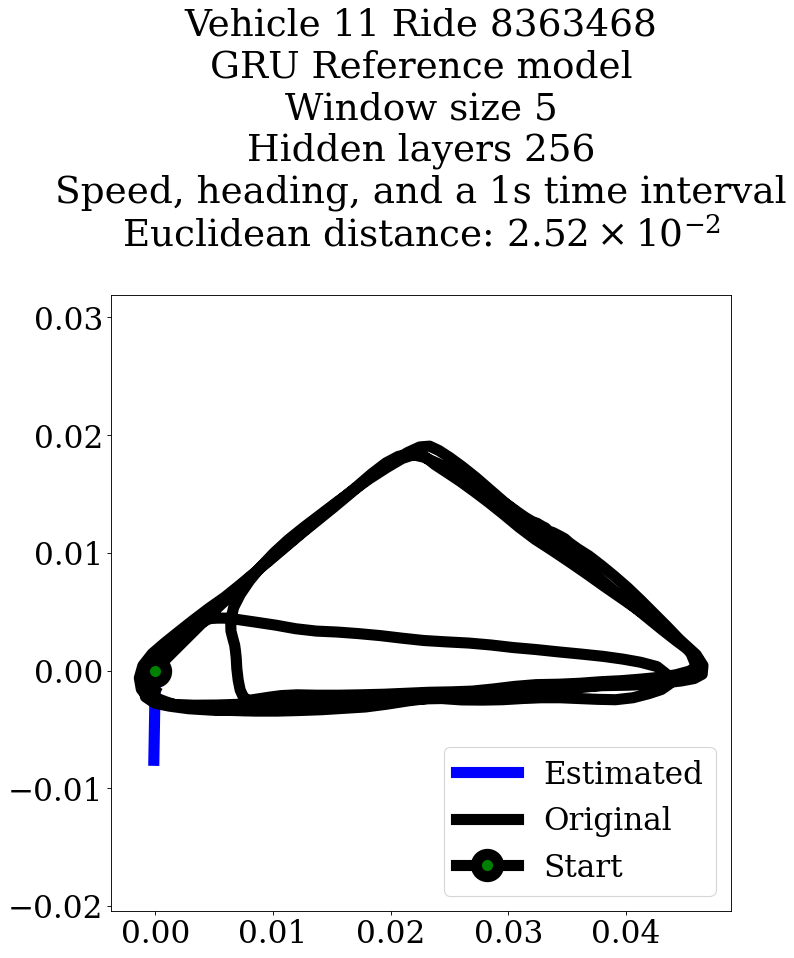 Vehicle 11 Ride 8363468
GRU Reference model
Window size 5
Hidden layers 256
Speed, heading, and a 1s time interval
Euclidean distance: 2.52 × 10⁻²
0.03
0.02
0.01
0.00
−0.01
−0.02
Estimated
Original
Start
0.00 0.01 0.02 0.03 0.04